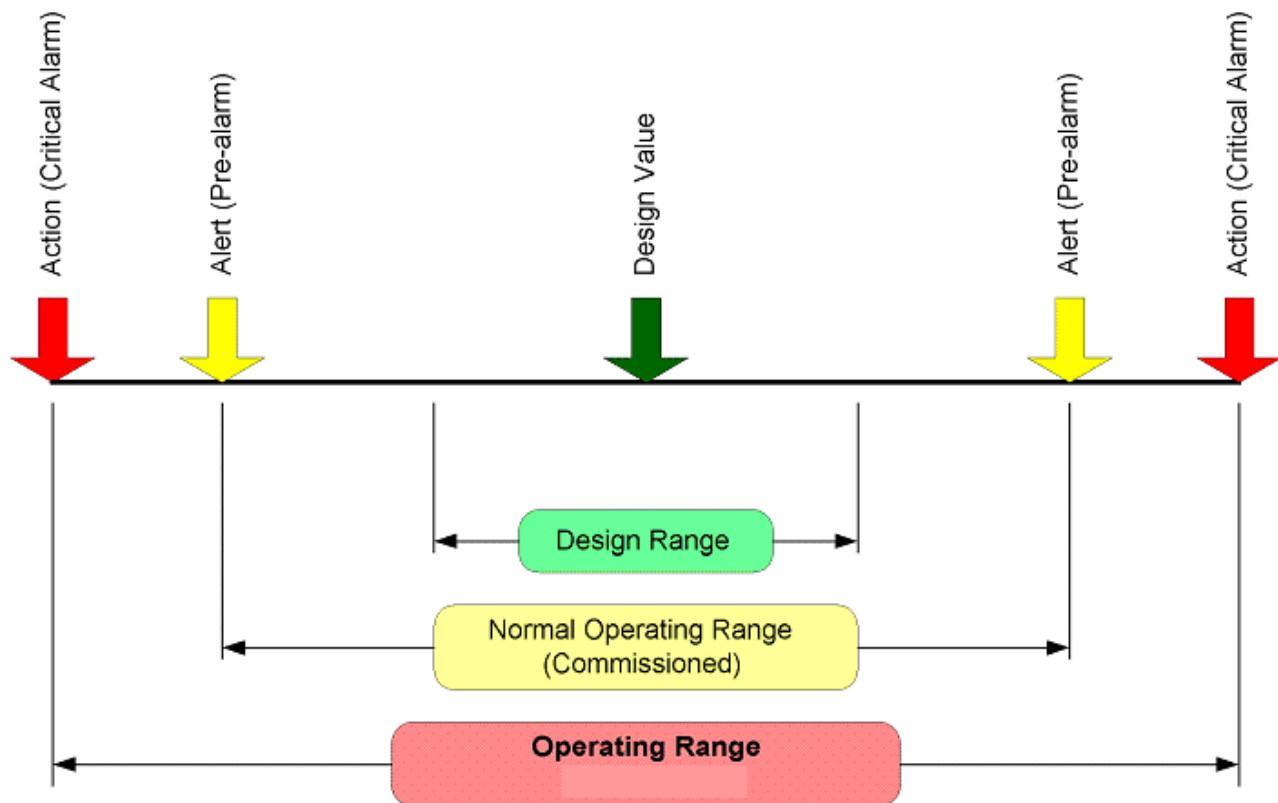 Action (Critical Alarm)
Alert (Pre-alarm)
Design Value
Alert (Pre-alarm)
Action (Critical Alarm)
Design Range
Normal Operating Range
(Commissioned)
Operating Range